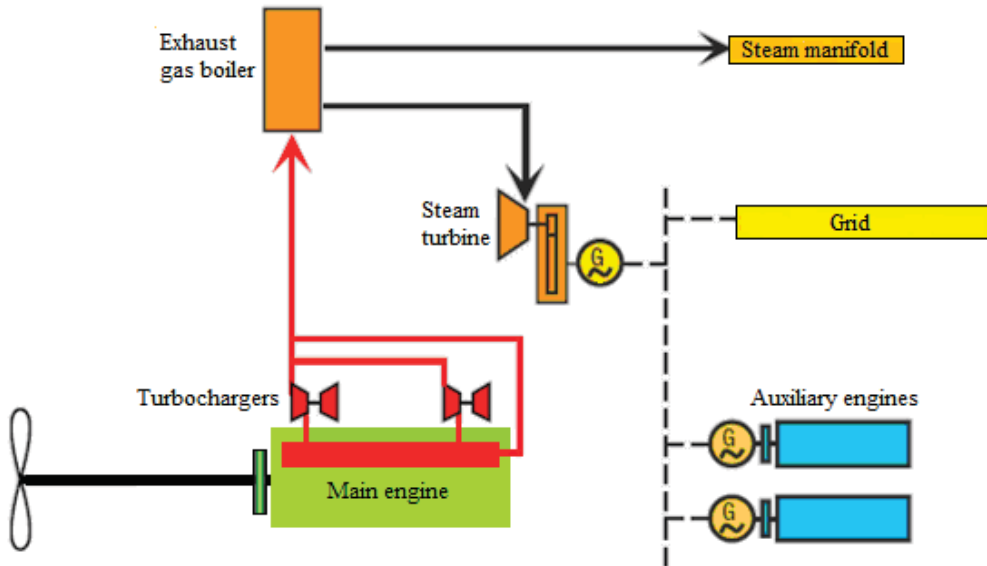 Exhaust
gas boiler
Steam manifold
Steam
turbine
Grid
G
Turbochargers
Auxiliary engines
G
Main engine
G